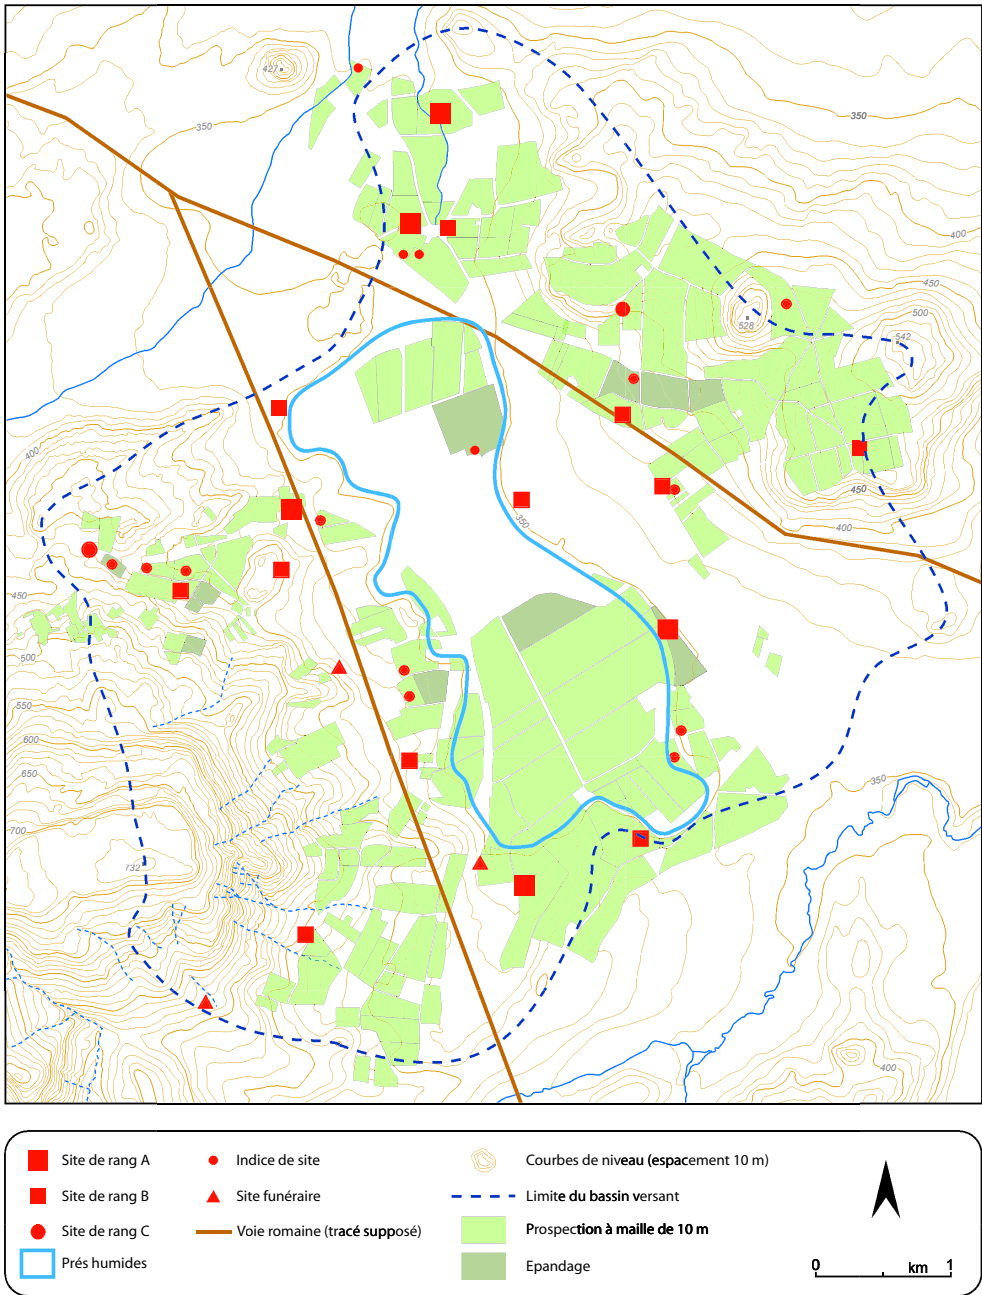 427
350
350
400
450
500
528
542
400
450
350
400
450
500
550
600
650
350
700
732
400
Site de rang A
Indice de site
Courbes de niveau (espacement 10 m)
Site de rang B
Site funéraire
Limite du bassin versant
Site de rang C
Voie romaine (tracé supposé)
Prospection à maille de 10 m
Prés humides
Epandage
0 km 1